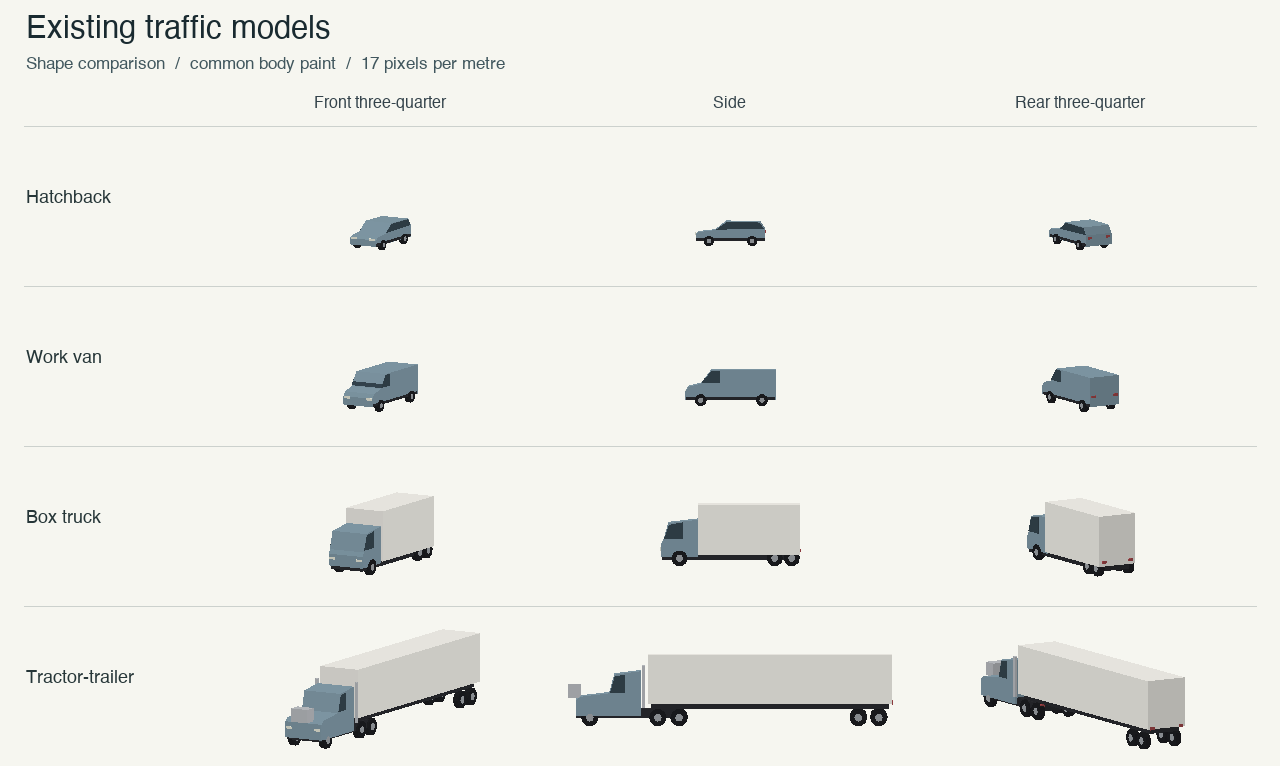 Existing traffic models
Shape comparison / common body paint / 17 pixels per metre
Front three-quarter Side Rear three-quarter
Hatchback
Work van
Box truck
Tractor-trailer